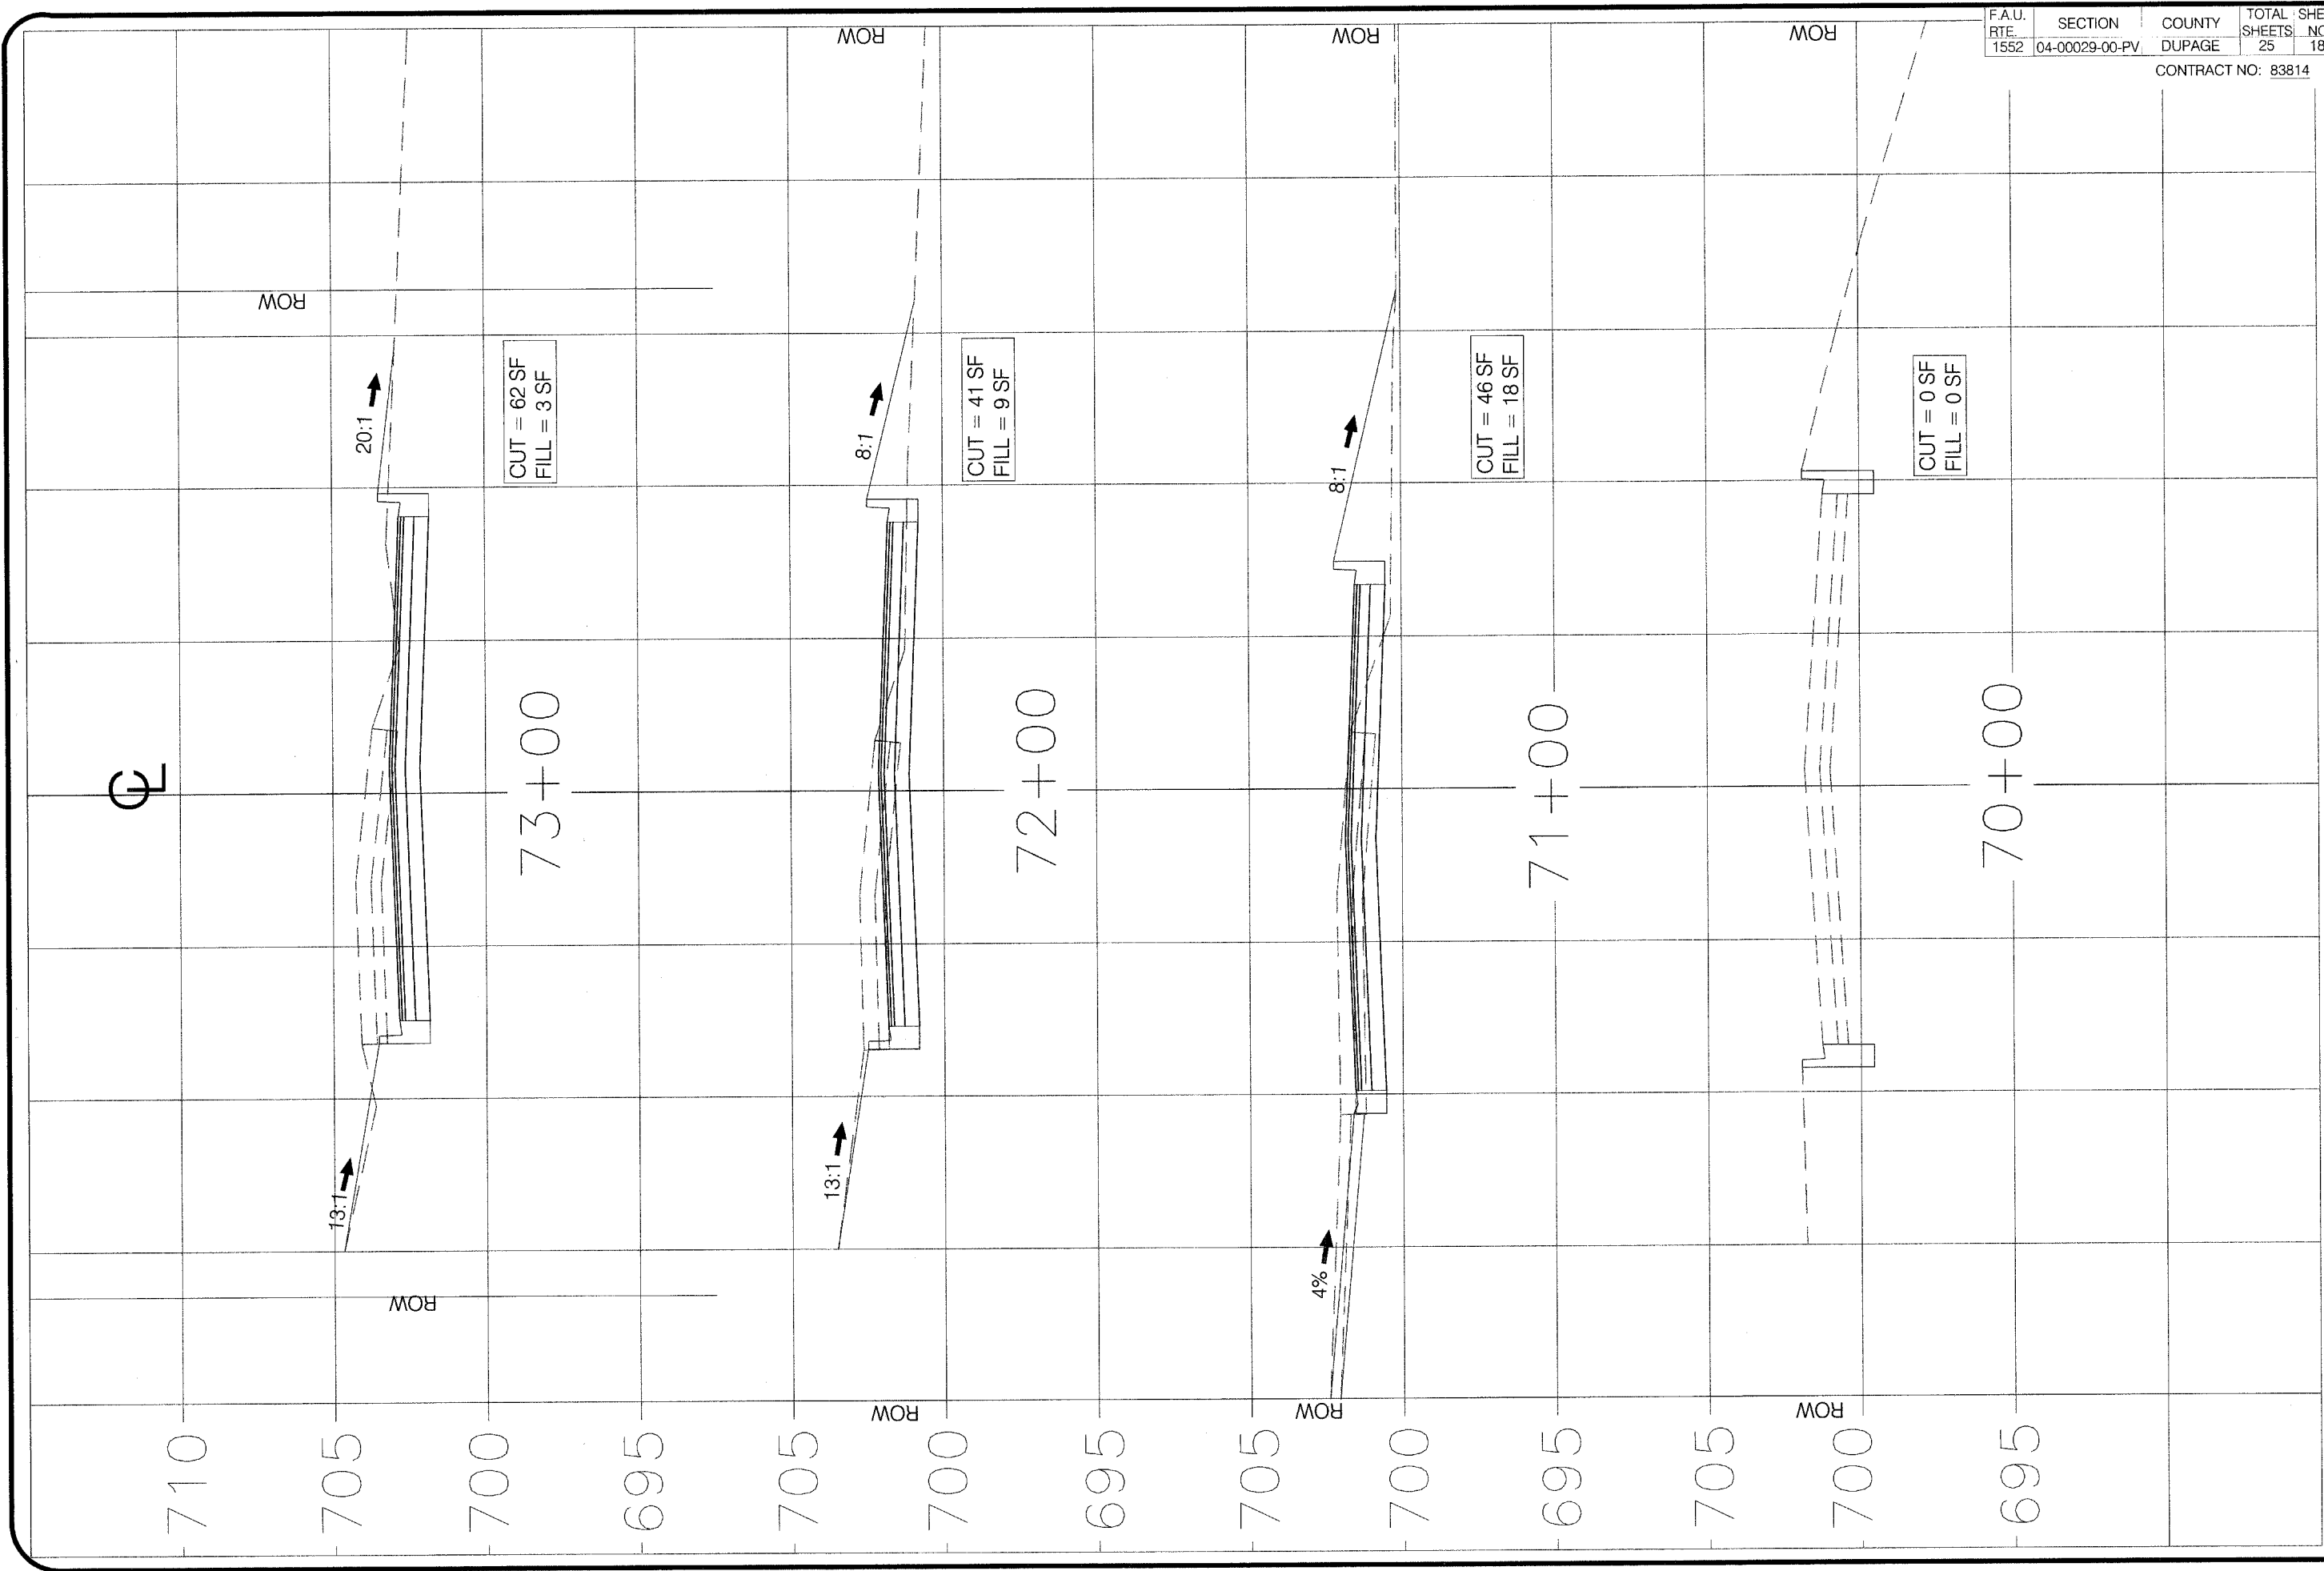 F.A.U. RTE. SECTION COUNTY TOTAL SHEETS
1552 04-00029-00-PV DUPAGE 25 18
CONTRACT NO: 83814
CL
ROW
20:1
13:1
CUT = 62 SF
FILL = 3 SF
73+00
ROW
710
705
700
695
ROW
8:1
13:1
CUT = 41 SF
FILL = 9 SF
72+00
ROW
705
700
695
ROW
8:1
4%
CUT = 46 SF
FILL = 18 SF
71+00
ROW
705
700
695
ROW
CUT = 0 SF
FILL = 0 SF
70+00
ROW
705
700
695